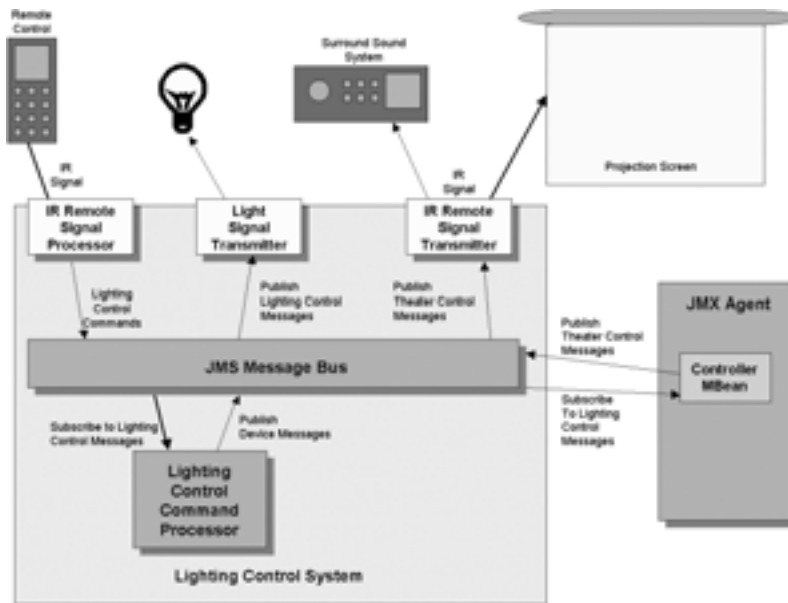 Remote
Control
Surround Sound
System
Projection Screen
IR
Signal
IR
Signal
IR Remote
Signal
Processor
Light
Signal
Transmitter
IR Remote
Signal
Transmitter
Lighting
Control
Commands
Publish
Lighting Control
Messages
Publish
Theater Control
Messages
JMX Agent
Publish
Theater Control
Messages
Controller
MBean
JMS Message Bus
Subscribe to Lighting
Control Messages
Publish
Device Messages
Subscribe
To Lighting
Control
Messages
Lighting
Control
Command
Processor
Lighting Control System